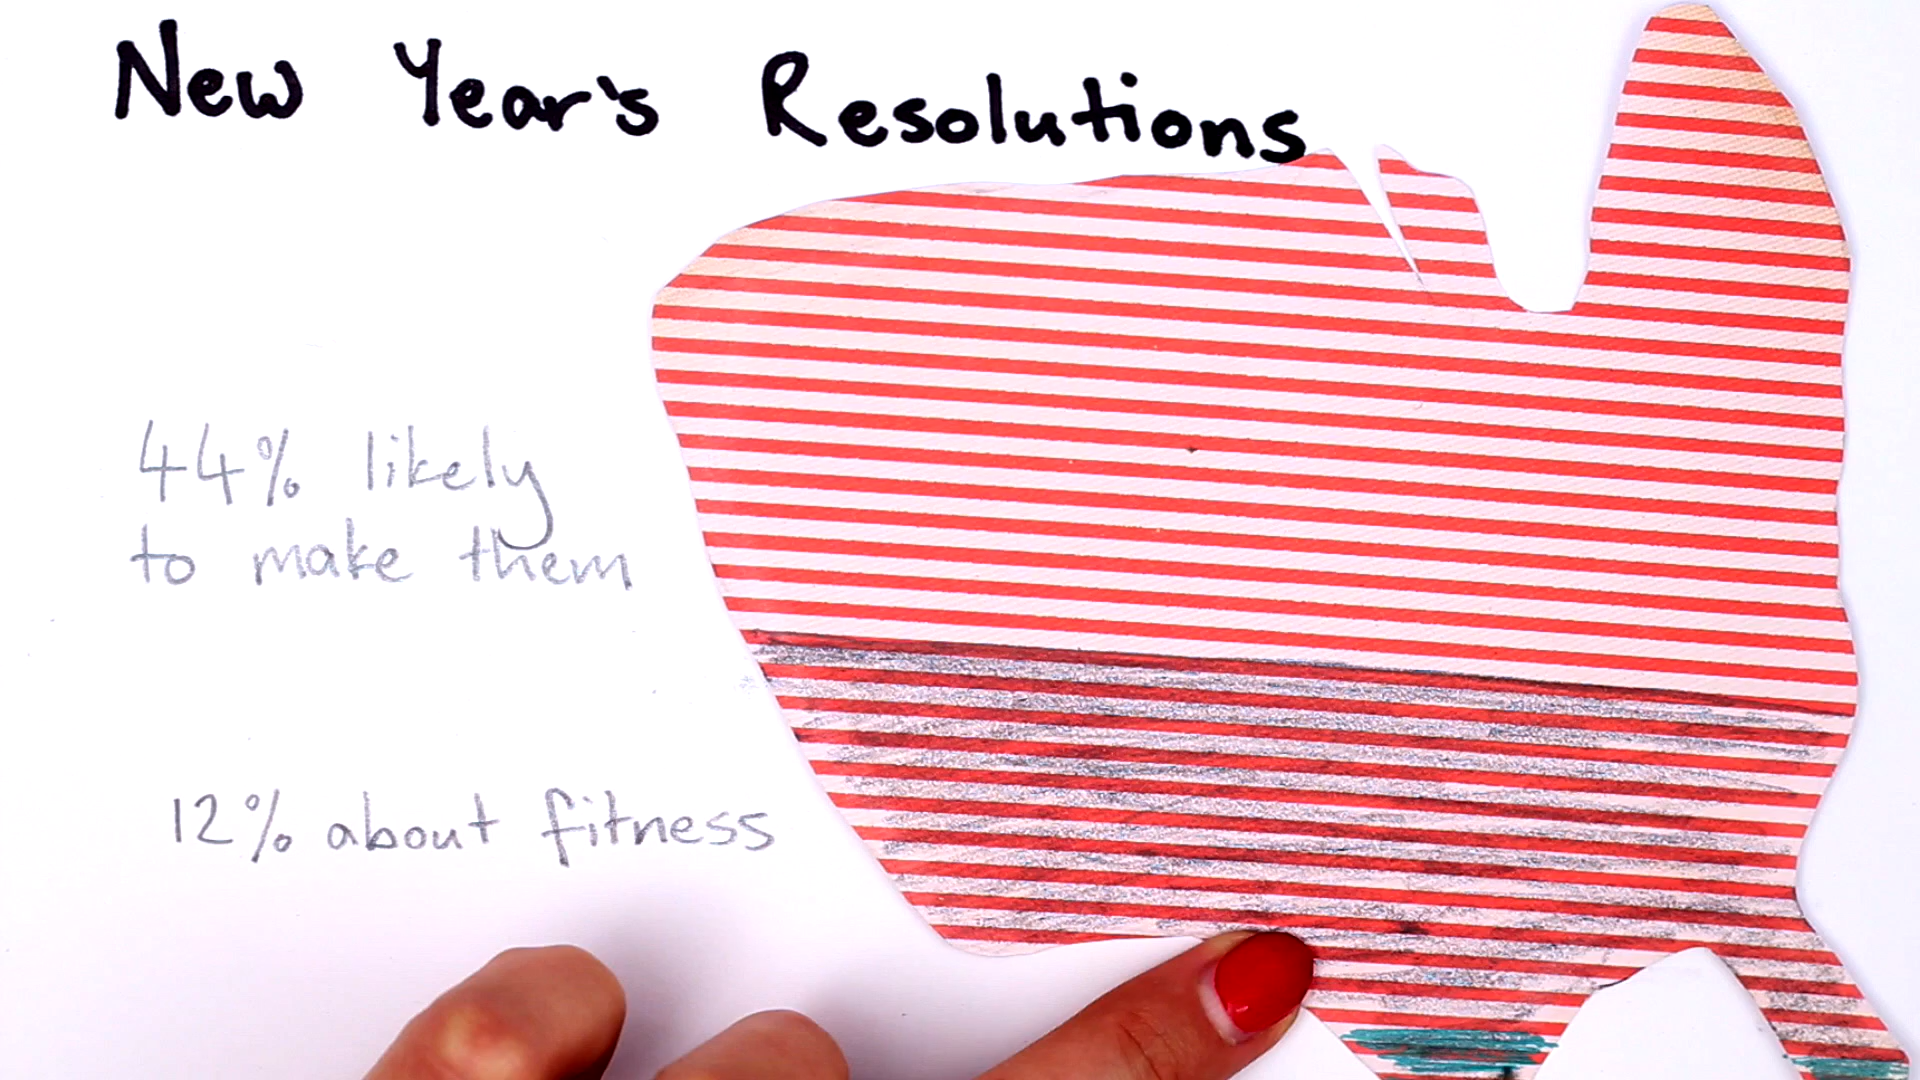 New Year's Resolutions
44% likely
to make them
12% about fitness